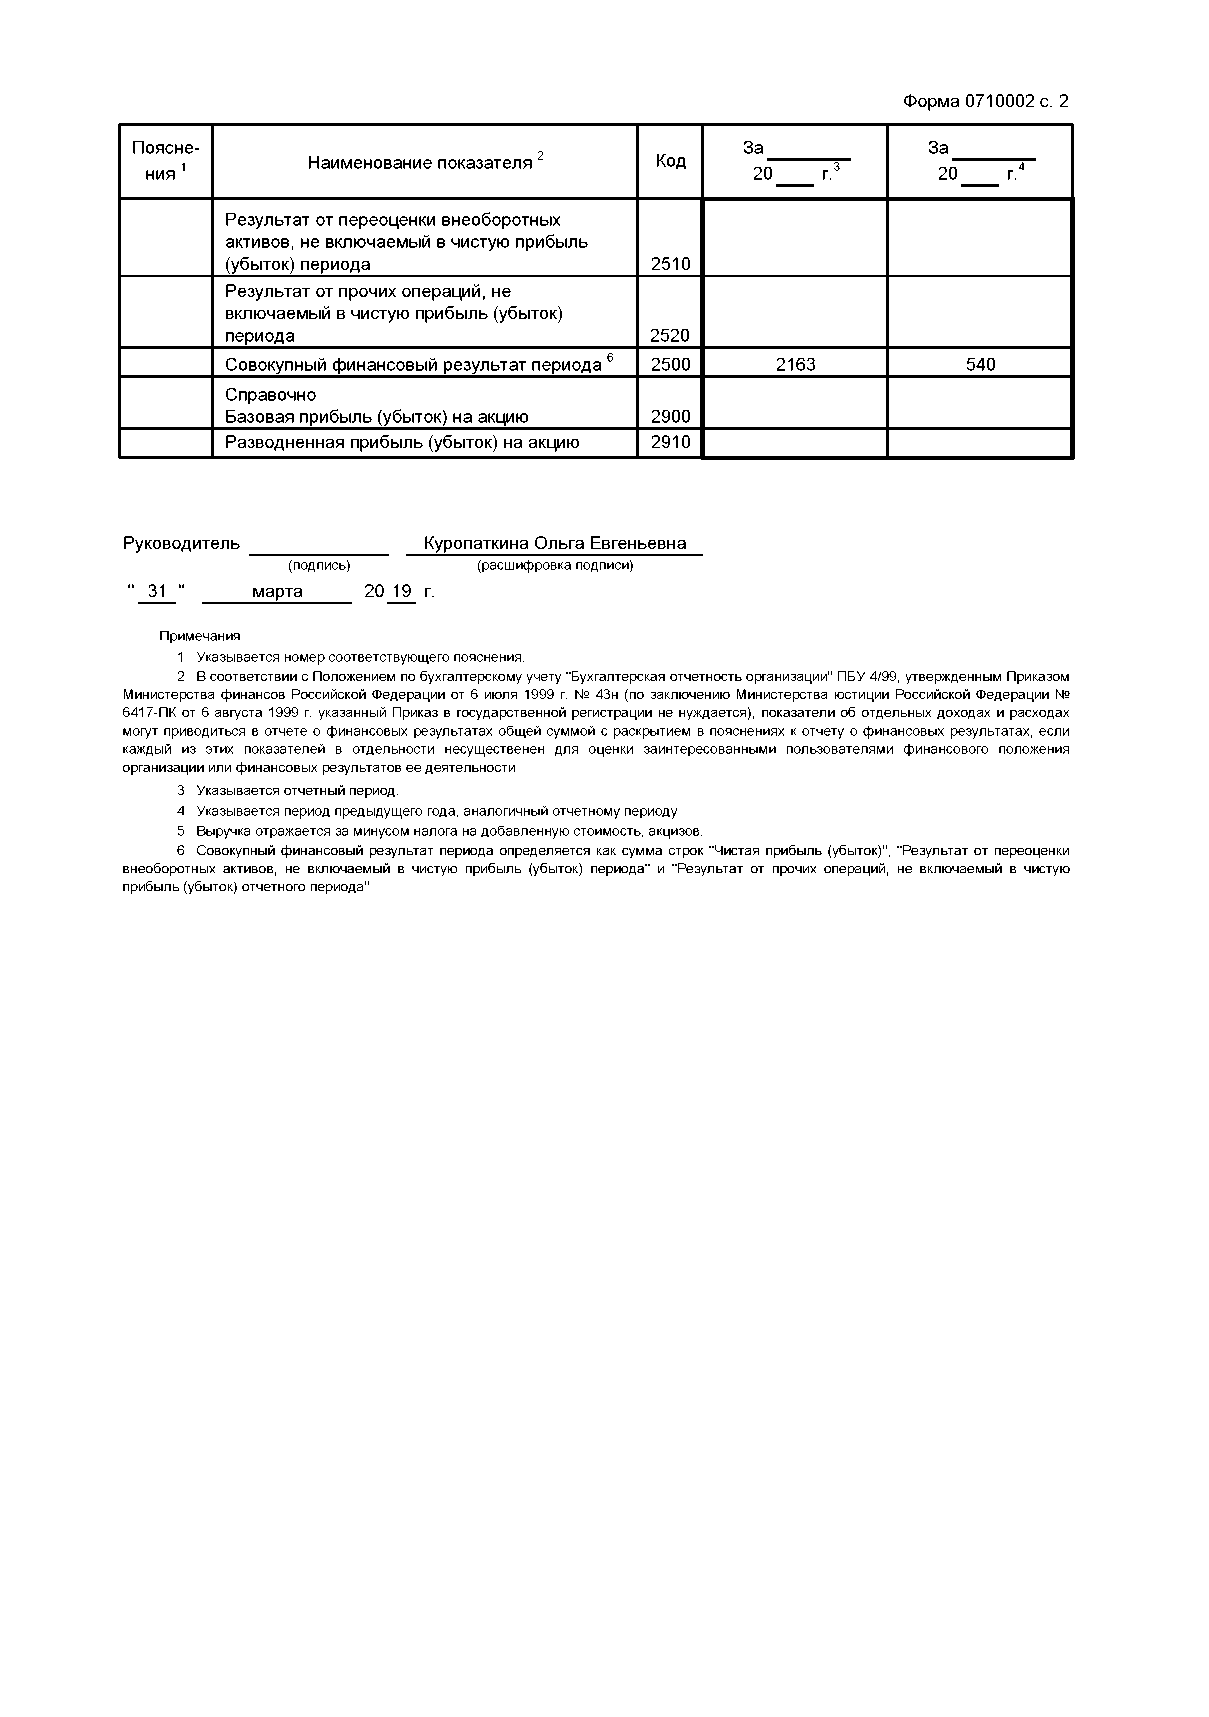 Форма 0710002 с. 2
Поясне-
ния 1
Наименование показателя 2
Код
За
20 г.3
За
20 г.4
Результат от переоценки внеоборотных
активов, не включаемый в чистую прибыль
(убыток) периода 2510
Результат от прочих операций, не
включаемый в чистую прибыль (убыток)
периода 2520
Совокупный финансовый результат периода 6 2500 2163 540
Справочно
Базовая прибыль (убыток) на акцию 2900
Разводненная прибыль (убыток) на акцию 2910
Руководитель Куропаткина Ольга Евгеньевна
(подпись) (расшифровка подписи)
“ 31 “ марта 20 19 г.
Примечания
1 Указывается номер соответствующего пояснения.
2 В соответствии с Положением по бухгалтерскому учету "Бухгалтерская отчетность организации" ПБУ 4/99, утвержденным Приказом
Министерства финансов Российской Федерации от 6 июля 1999 г. № 43н (по заключению Министерства юстиции Российской Федерации №
6417-ПК от 6 августа 1999 г. указанный Приказ в государственной регистрации не нуждается), показатели об отдельных доходах и расходах
могут приводиться в отчете о финансовых результатах общей суммой с раскрытием в пояснениях к отчету о финансовых результатах, если
каждый из этих показателей в отдельности несущественен для оценки заинтересованными пользователями финансового положения
организации или финансовых результатов ее деятельности
3 Указывается отчетный период.
4 Указывается период предыдущего года, аналогичный отчетному периоду
5 Выручка отражается за минусом налога на добавленную стоимость, акцизов.
6 Совокупный финансовый результат периода определяется как сумма строк "Чистая прибыль (убыток)", "Результат от переоценки
внеоборотных активов, не включаемый в чистую прибыль (убыток) периода" и "Результат от прочих операций, не включаемый в чистую
прибыль (убыток) отчетного периода"